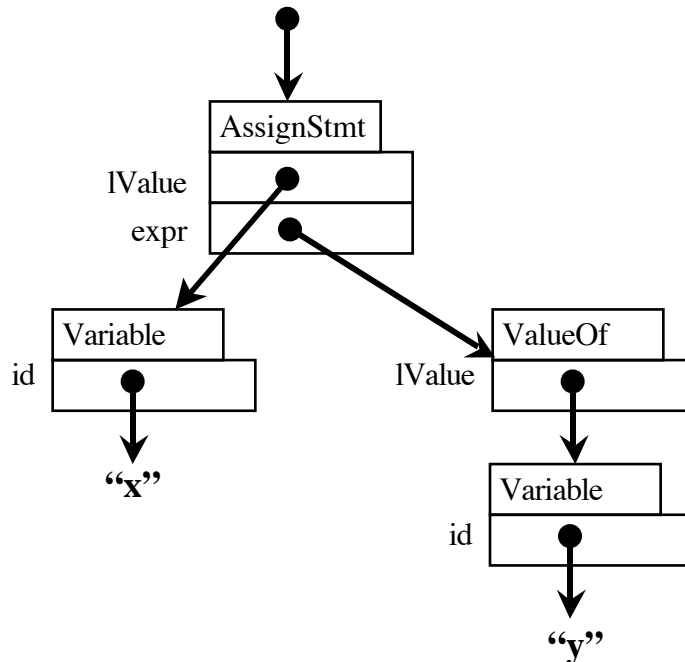 AssignStmt
lValue
expr
Variable
id
“x”
ValueOf
lValue
Variable
id
“y”